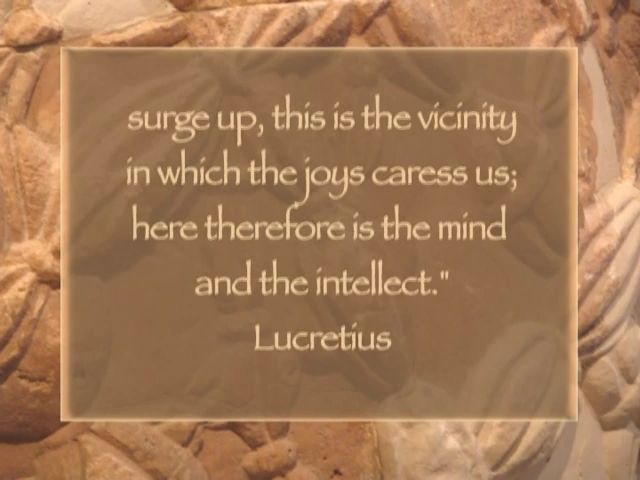 surge up, this is the vicinity
in which the joys caress us;
here therefore is the mind
and the intellect."
Lucretius